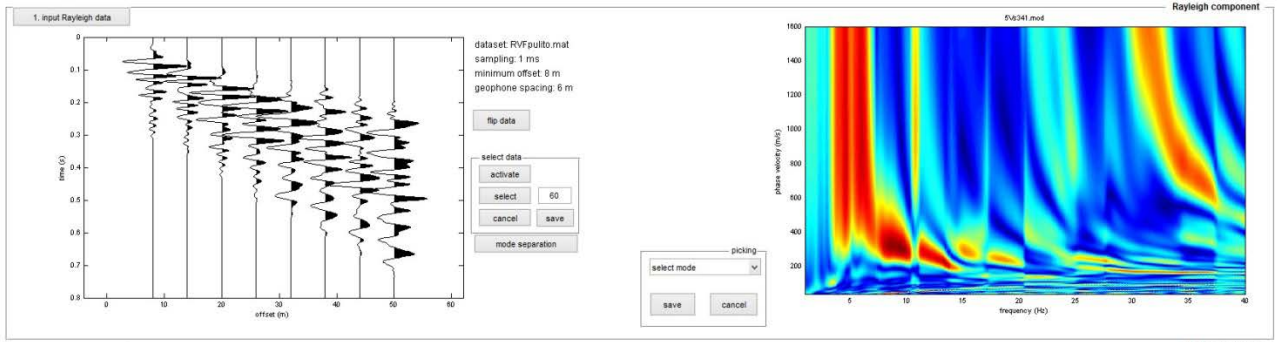 Rayleigh component
1. input Rayleigh data
0
0.1
0.2
0.3
0.4
0.5
0.6
0.7
0.8
time (s)
0 10 20 30 40 50 60
offset (m)
dataset: RVFpulito.mat
sampling: 1 ms
minimum offset: 8 m
geophone spacing: 6 m
flip data
select data
activate
select 60
cancel save
mode separation
picking
select mode
save cancel
5Vs341.mod
1600
1400
1200
1000
800
600
400
200
phase velocity (m/s)
5 10 15 20 25 30 35 40
frequency (Hz)